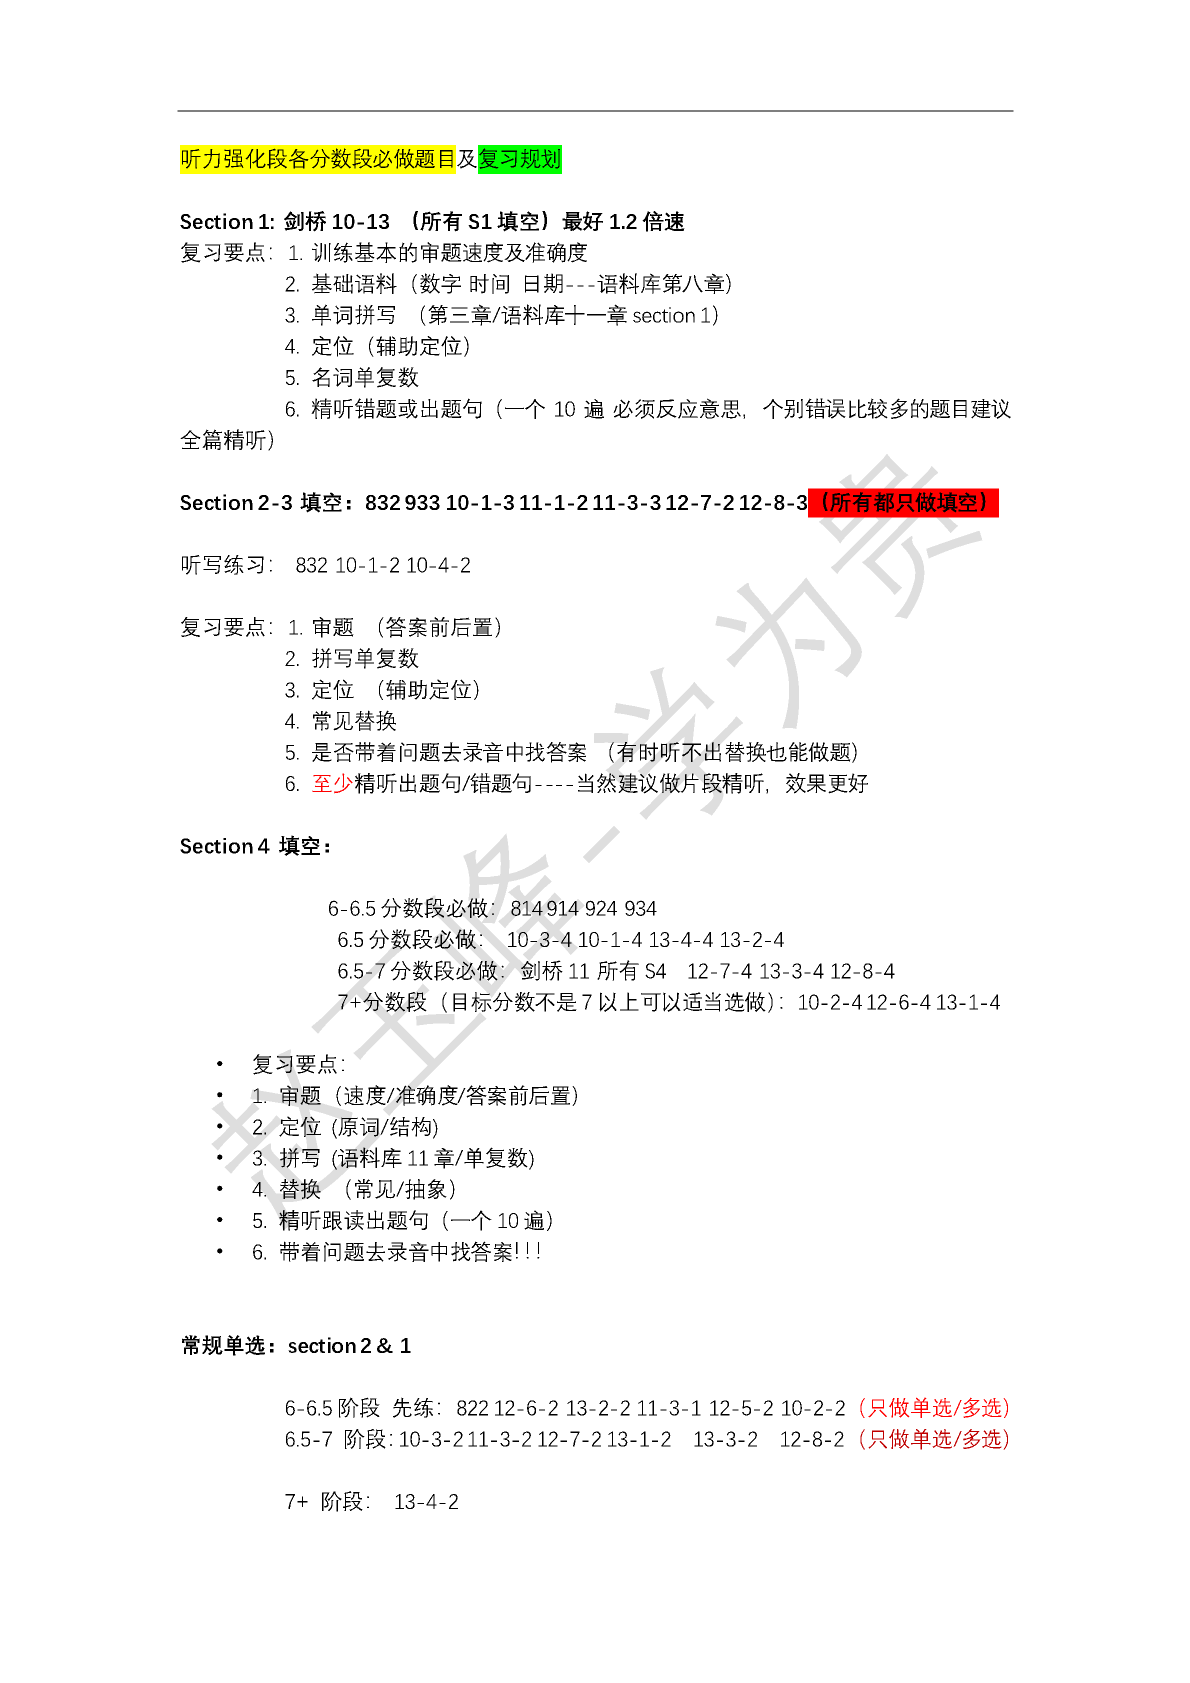 听力强化段各分数段必做题目及复习规划
Section 1: 剑桥 10-13 （所有 S1 填空）最好 1.2 倍速
复习要点：1. 训练基本的审题速度及准确度
2. 基础语料（数字 时间 日期---语料库第八章）
3. 单词拼写 （第三章/语料库十一章 section 1）
4. 定位（辅助定位）
5. 名词单复数
6. 精听错题或出题句（一个 10 遍 必须反应意思，个别错误比较多的题目建议
全篇精听）
Section 2-3 填空：832 933 10-1-3 11-1-2 11-3-3 12-7-2 12-8-3（所有都只做填空）
听写练习： 832 10-1-2 10-4-2
复习要点：1. 审题 （答案前后置）
2. 拼写单复数
3. 定位 （辅助定位）
4. 常见替换
5. 是否带着问题去录音中找答案 （有时听不出替换也能做题）
6. 至少精听出题句/错题句----当然建议做片段精听，效果更好
Section 4 填空：
6-6.5 分数段必做：814 914 924 934
6.5 分数段必做： 10-3-4 10-1-4 13-4-4 13-2-4
6.5-7 分数段必做：剑桥 11 所有 S4 12-7-4 13-3-4 12-8-4
7+分数段（目标分数不是 7 以上可以适当选做）：10-2-4 12-6-4 13-1-4
• 复习要点：
• 1. 审题（速度/准确度/答案前后置）
• 2. 定位 (原词/结构)
• 3. 拼写 (语料库 11 章/单复数)
• 4. 替换 （常见/抽象）
• 5. 精听跟读出题句（一个 10 遍）
• 6. 带着问题去录音中找答案!!!
常规单选：section 2 & 1
6-6.5 阶段 先练：822 12-6-2 13-2-2 11-3-1 12-5-2 10-2-2（只做单选/多选）
6.5-7 阶段：10-3-2 11-3-2 12-7-2 13-1-2 13-3-2 12-8-2（只做单选/多选）
7+ 阶段： 13-4-2
赵玉峰-学为贵